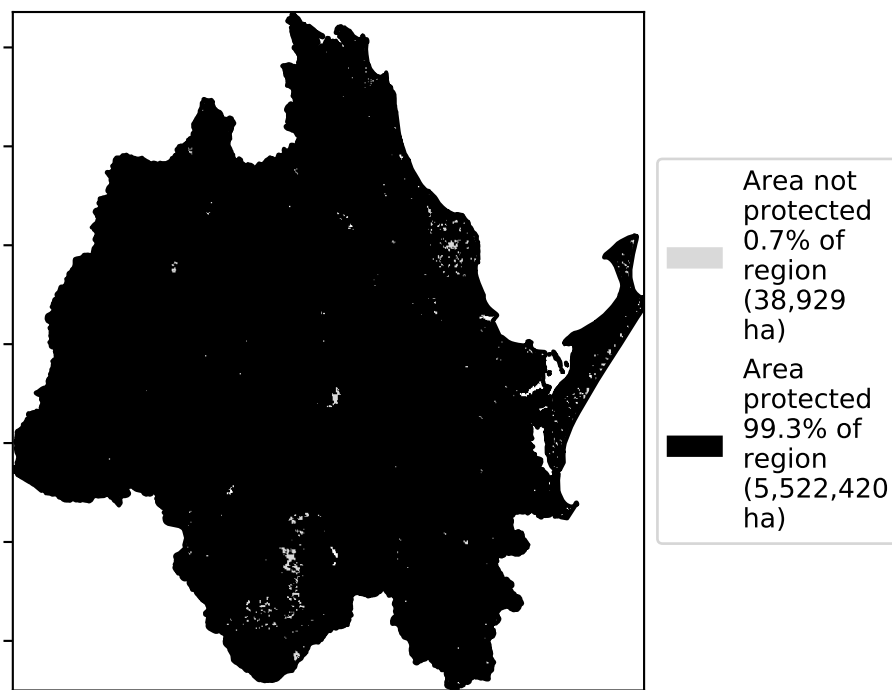 Area not
protected
0.7% of
region
(38,929
ha)
Area
protected
99.3% of
region
(5,522,420
ha)